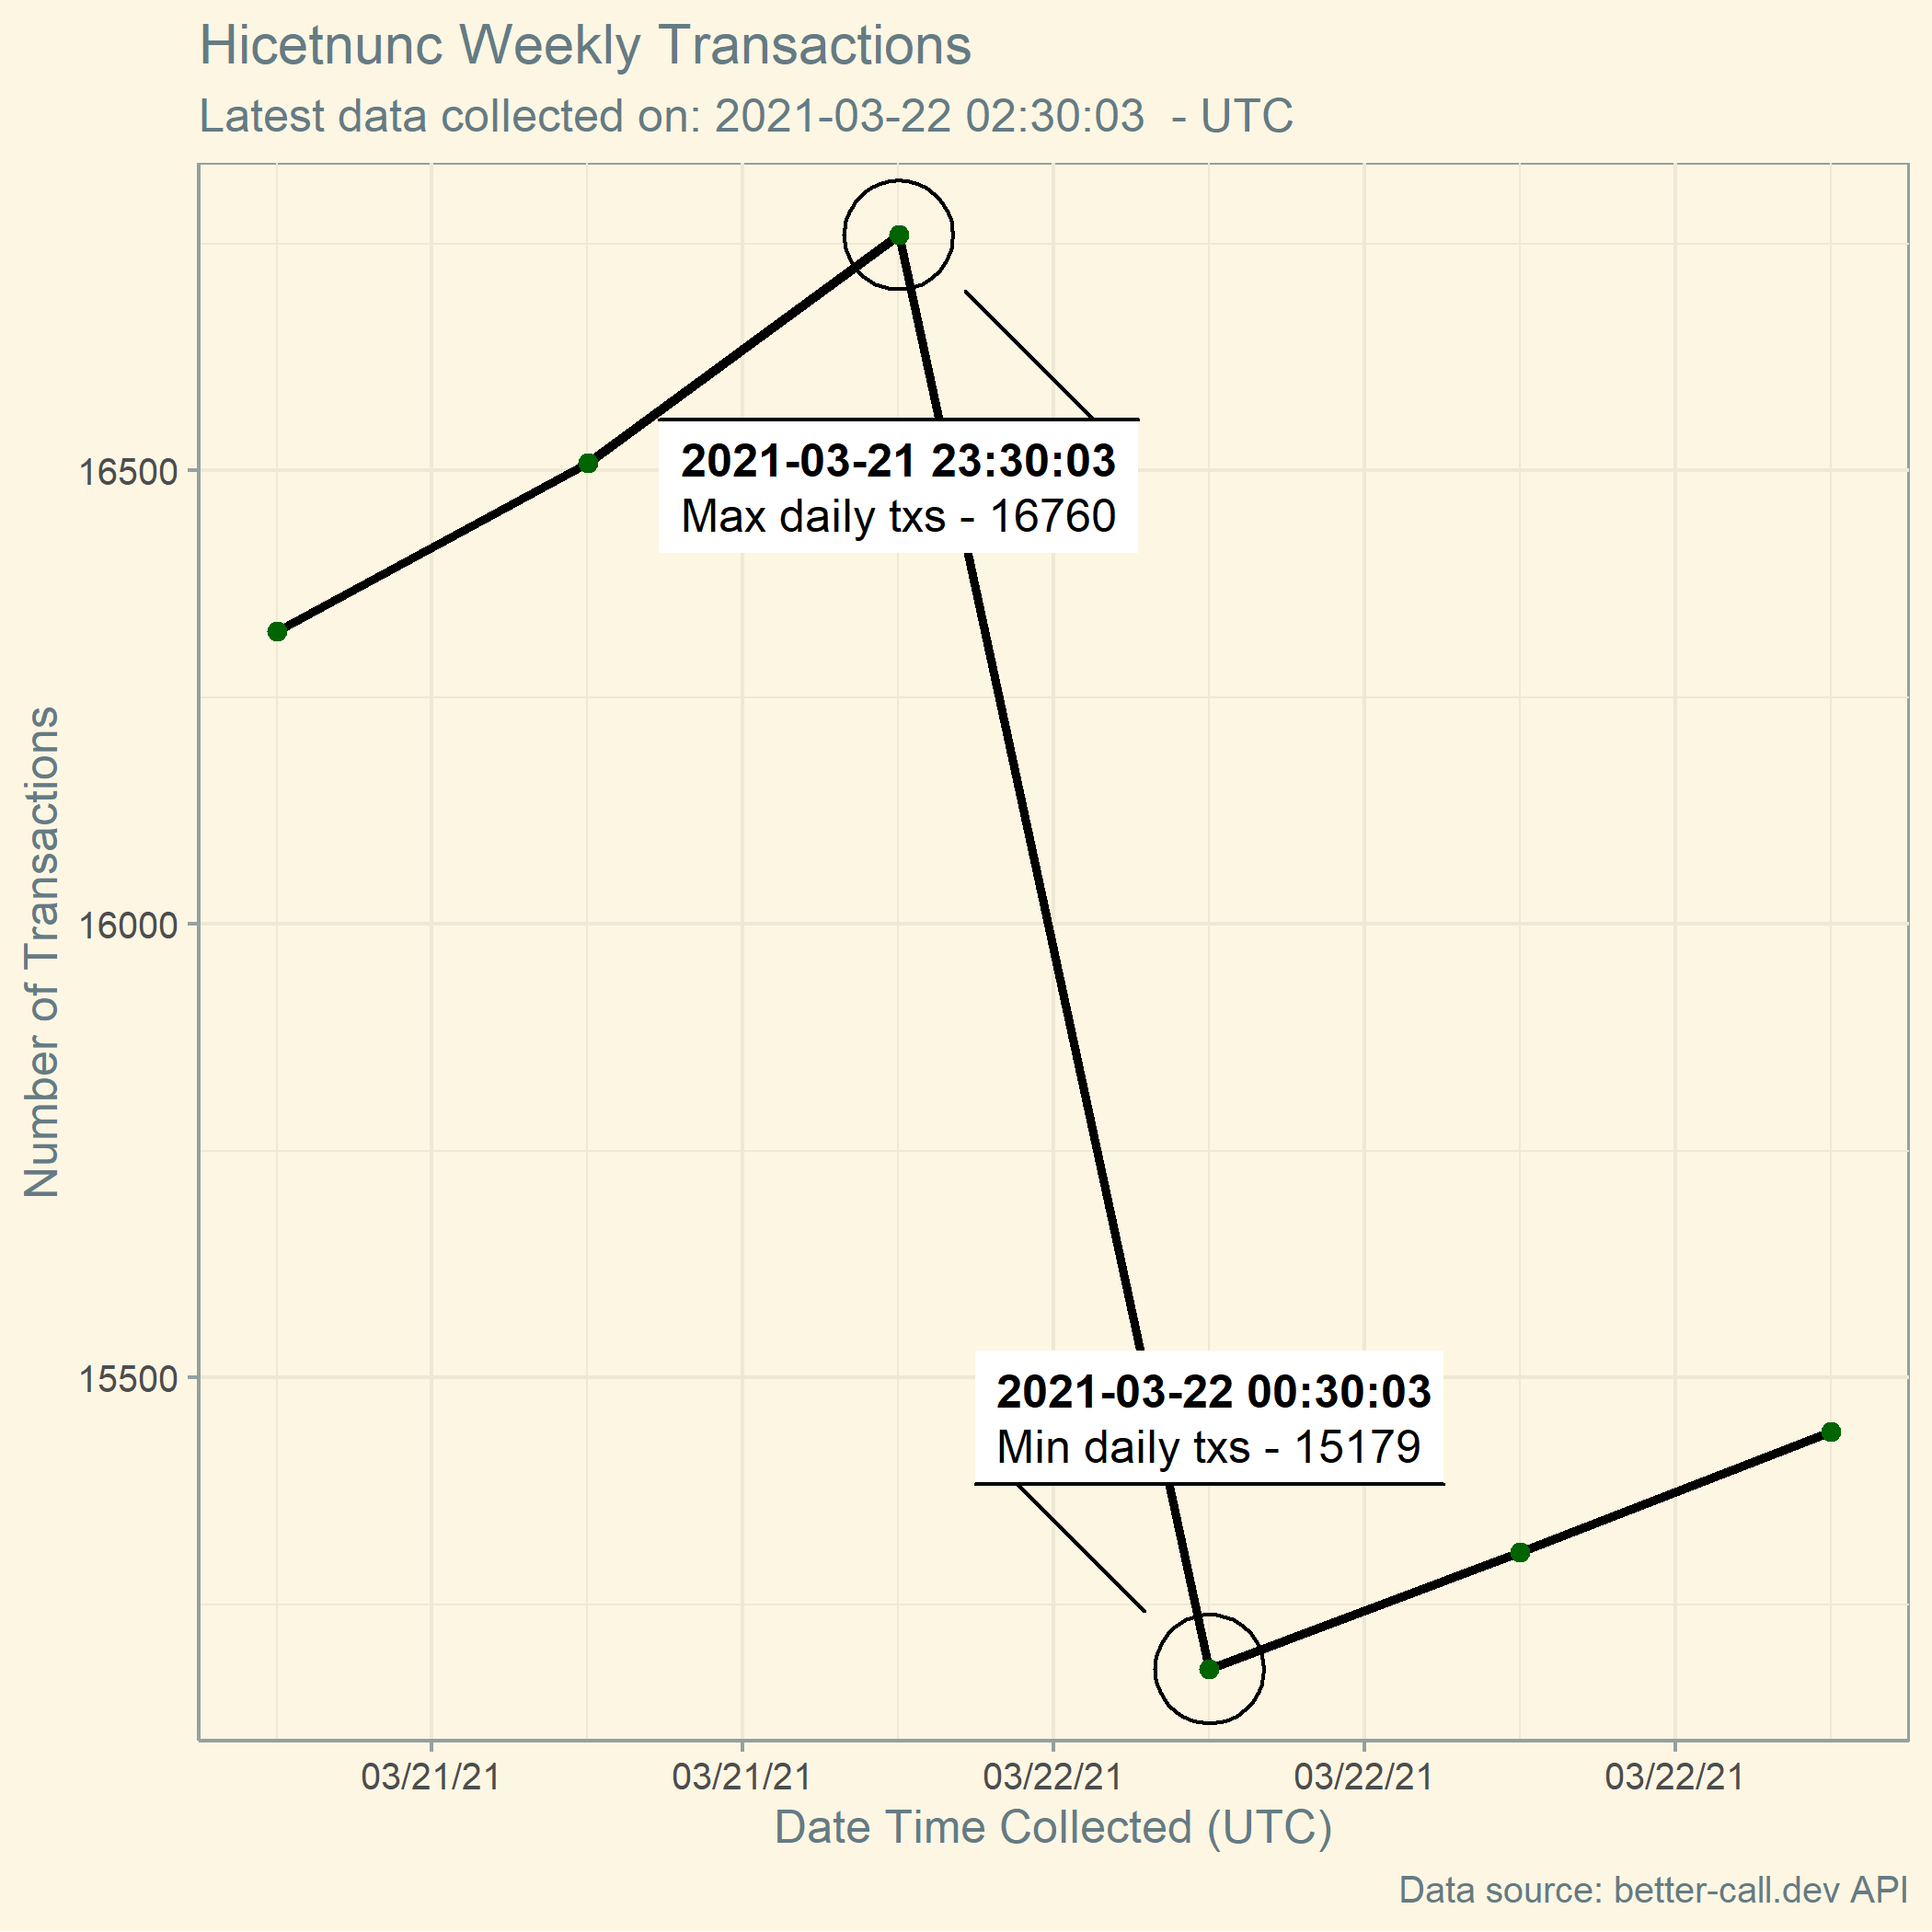 Hicetnunc Weekly Transactions
Latest data collected on: 2021-03-22 02:30:03  - UTC
Number of Transactions
16500
16000
15500
2021-03-21 23:30:03
Max daily txs - 16760
2021-03-22 00:30:03
Min daily txs - 15179
03/21/21 03/21/21 03/22/21 03/22/21 03/22/21
Date Time Collected (UTC)
Data source: better-call.dev API